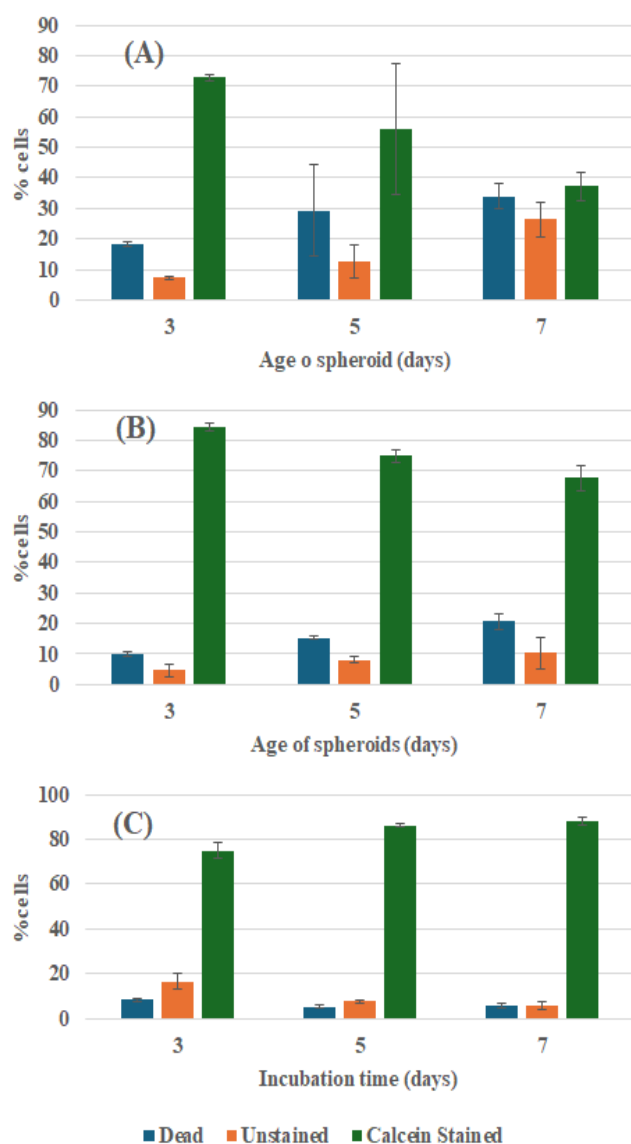 (A)
90
80
70
60
50
40
30
20
10
0
% cells
3 5 7
Age o spheroid (days)
(B)
90
80
70
60
50
40
30
20
10
0
%cells
3 5 7
Age of spheroids (days)
(C)
100
80
60
40
20
0
%cells
3 5 7
Incubation time (days)
Dead Unstained Calcein Stained